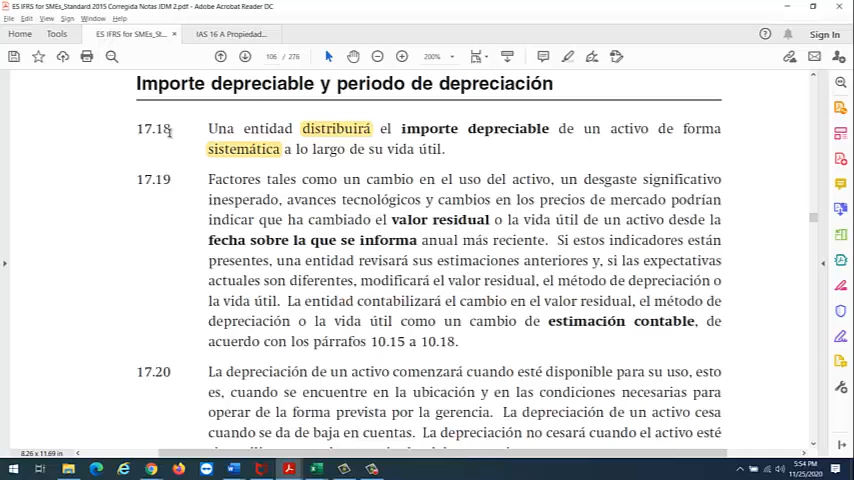 ES IFRS for SMEs_Standard 2015 Corregida Notas JDM 2.pdf - Adobe Acrobat Reader DC
File Edit View Sign Window Help
Home Tools ES IFRS for SMEs_St... × IAS 16 A Propiedad... Sign In
106 / 276 200%
Importe depreciable y periodo de depreciación
17.18 Una entidad distribuirá el importe depreciable de un activo de forma
sistemática a lo largo de su vida útil.
17.19 Factores tales como un cambio en el uso del activo, un desgaste significativo
inesperado, avances tecnológicos y cambios en los precios de mercado podrían
indicar que ha cambiado el valor residual o la vida útil de un activo desde la
fecha sobre la que se informa anual más reciente. Si estos indicadores están
presentes, una entidad revisará sus estimaciones anteriores y, si las expectativas
actuales son diferentes, modificará el valor residual, el método de depreciación o
la vida útil. La entidad contabilizará el cambio en el valor residual, el método de
depreciación o la vida útil como un cambio de estimación contable, de
acuerdo con los párrafos 10.15 a 10.18.
17.20 La depreciación de un activo comenzará cuando esté disponible para su uso, esto
es, cuando se encuentre en la ubicación y en las condiciones necesarias para
operar de la forma prevista por la gerencia. La depreciación de un activo cesa
cuando se da de baja en cuentas. La depreciación no cesará cuando el activo esté
8.26 x 11.69 in
5:54 PM
11/25/2020